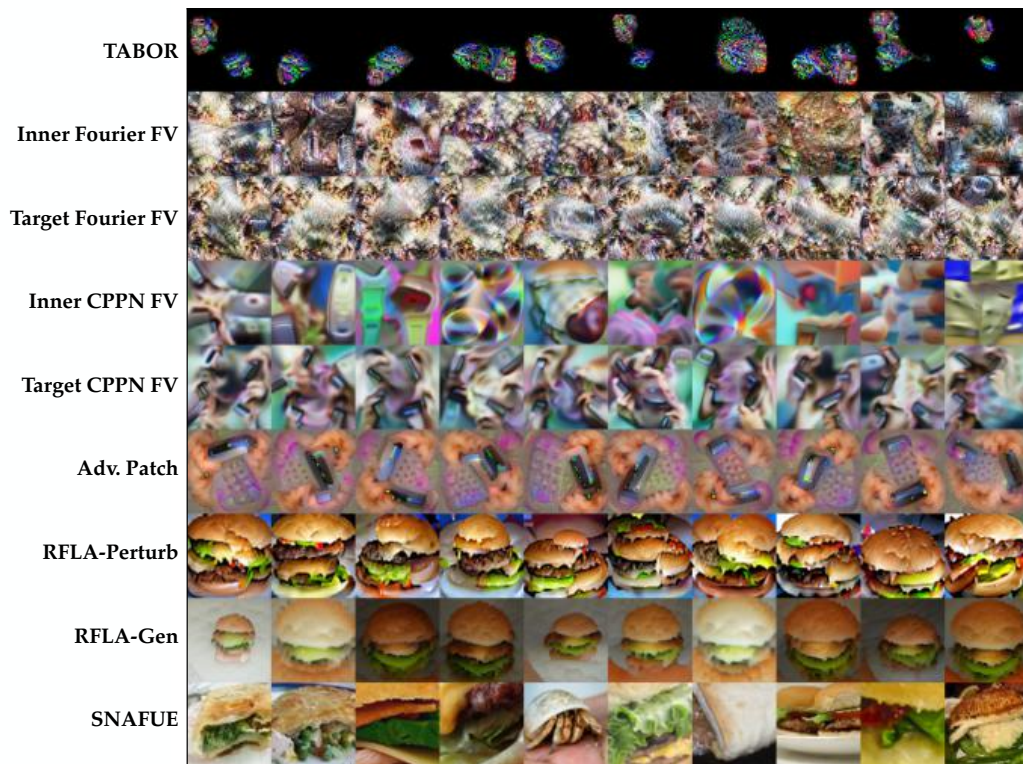 TABOR
Inner Fourier FV
Target Fourier FV
Inner CPPN FV
Target CPPN FV
Adv. Patch
RFLA-Perturb
RFLA-Gen
SNAFUE